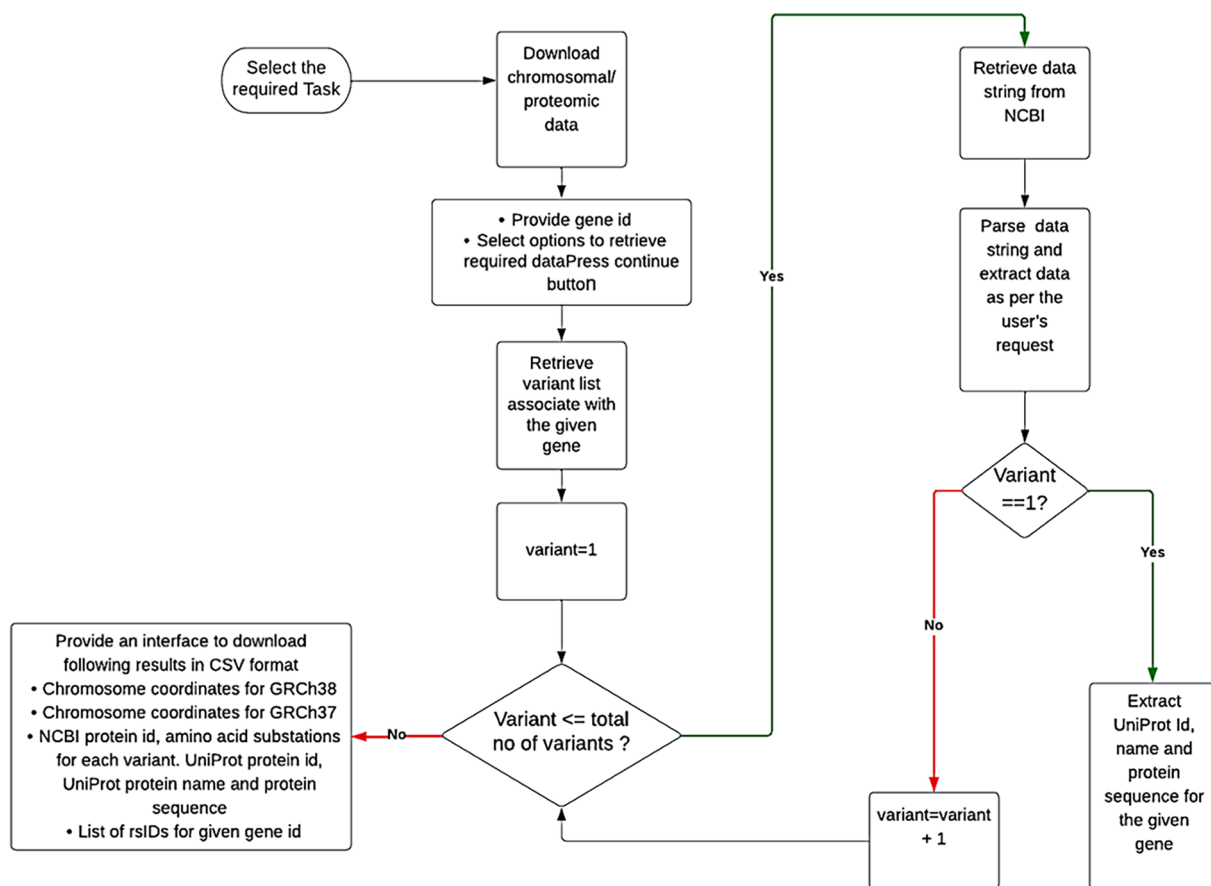 Select the
required Task
Download
chromosomal/
proteomic
data
• Provide gene id
• Select options to retrieve
required dataPress continue
button
Retrieve
variant list
associate with
the given
gene
variant=1
Variant <= total
no of variants ?
No
Provide an interface to download
following results in CSV format
• Chromosome coordinates for GRCh38
• Chromosome coordinates for GRCh37
• NCBI protein id, amino acid substations
for each variant. UniProt protein id,
UniProt protein name and protein
sequence
• List of rsIDs for given gene id
Yes
Retrieve data
string from
NCBI
Parse data
string and
extract data
as per the
user's
request
Variant
==1?
No
variant=variant
+ 1
Yes
Extract
UniProt Id,
name and
protein
sequence for
the given
gene